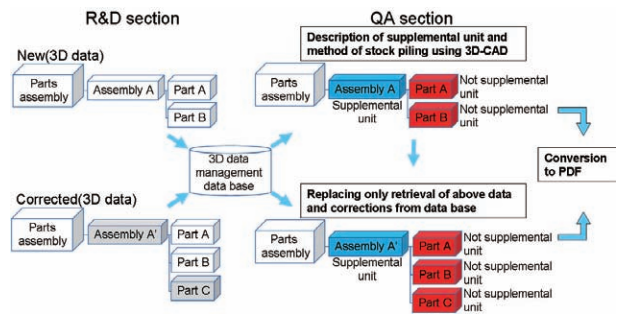 R&D section
QA section
New(3D data)
Parts
assembly
Assembly A
Part A
Part B
Description of supplemental unit and
method of stock piling using 3D-CAD
Parts
assembly
Assembly A
Supplemental
unit
Part A
Not supplemental
unit
Part B
Not supplemental
unit
3D data
management
data base
Conversion
to PDF
Corrected(3D data)
Parts
assembly
Assembly A'
Part A
Part B
Part C
Replacing only retrieval of above data
and corrections from data base
Parts
assembly
Assembly A'
Supplemental
unit
Part A
Not supplemental
unit
Part B
Not supplemental
unit
Part C
Not supplemental
unit